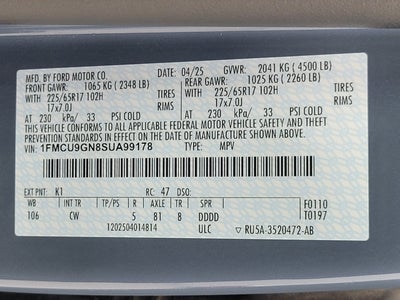 MFD. BY FORD MOTOR CO. 04/25 GVWR: 2041 KG ( 4500 LB)
FRONT GAWR: 1065 KG ( 2348 LB) REAR GAWR: 1025 KG ( 2260 LB)
WITH 225/65R17 102H TIRES WITH 225/65R17 102H TIRES
17x7.0J RIMS 17x7.0J RIMS
AT 230 kPa/ 33 PSI COLD AT 230 kPa/ 33 PSI COLD
THIS VEHICLE CONFORMS TO ALL APPLICABLE FEDERAL MOTOR VEHICLE SAFETY, BUMPER, AND THEFT
PREVENTION STANDARDS IN EFFECT ON THE DATE OF MANUFACTURE SHOWN ABOVE.
VIN: 1FMCU9GN8SUA99178 TYPE: MPV
EXT PNT: K1 RC: 47 DSO: F0110
WB INT TR TP/PS R AXLE TR SPR T0197
106 CW 5 81 8 DDDD
1202504014814 ULC ▽ RU5A-3520472-AB